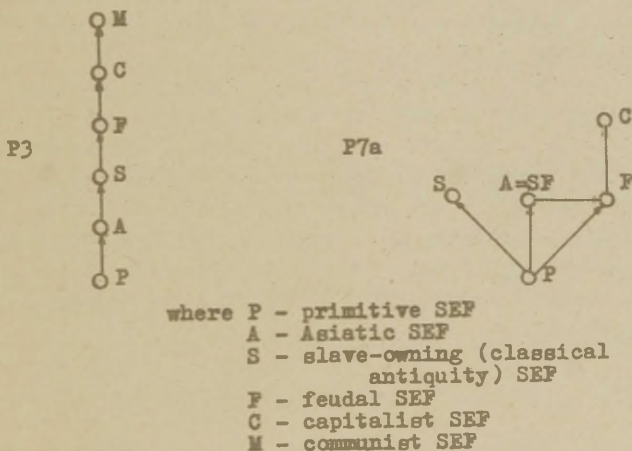 M
C
F
P3
S
A
P
P7a
C
S
A=SF
F
P
where P - primitive SEF
A - Asiatic SEF
S - slave-owning (classical
antiquity) SEF
F - feudal SEF
C - capitalist SEF
M - communist SEF